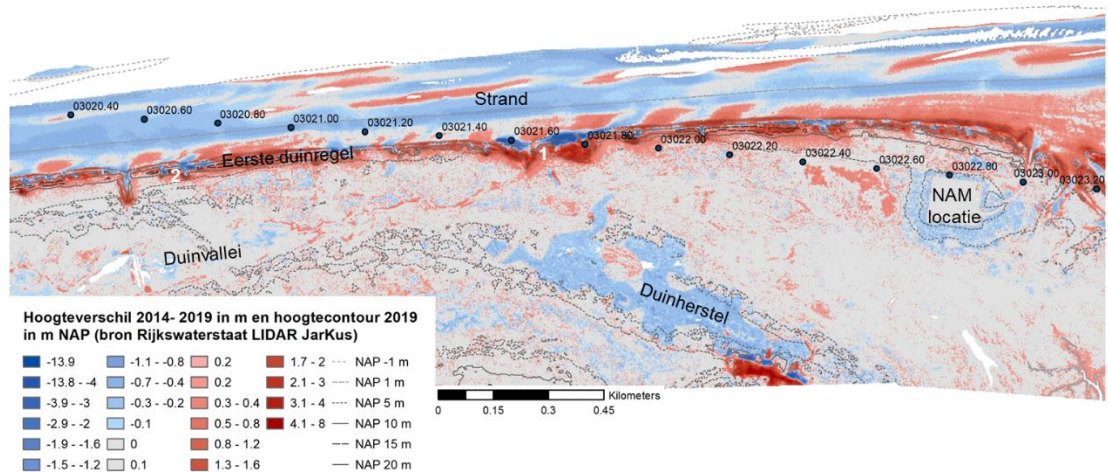 Strand
03020.40
03020.60
03020.80
03021.00
03021.20
03021.40
03021.60
03021.80
03022.00
03022.20
03022.40
03022.60
03022.80
03023.00
03023.20
Eerste duinregel
1
2
NAM
locatie
Duinvallei
Duinherstel
Hoogteverschil 2014- 2019 in m en hoogtecontour 2019
in m NAP (bron Rijkswaterstaat LIDAR JarKus)
-13.9 -1.1 - -0.8 0.2 1.7 - 2 NAP -1 m
-13.8 - -4 -0.7 - -0.4 0.2 2.1 - 3 NAP 1 m
-3.9 - -3 -0.3 - -0.2 0.3 - 0.4 3.1 - 4 NAP 5 m
-2.9 - -2 -0.1 0.5 - 0.8 4.1 - 8 NAP 10 m
-1.9 - -1.6 0 0.8 - 1.2 NAP 15 m
-1.5 - -1.2 0.1 1.3 - 1.6 NAP 20 m
Kilometers
0 0.15 0.3 0.45